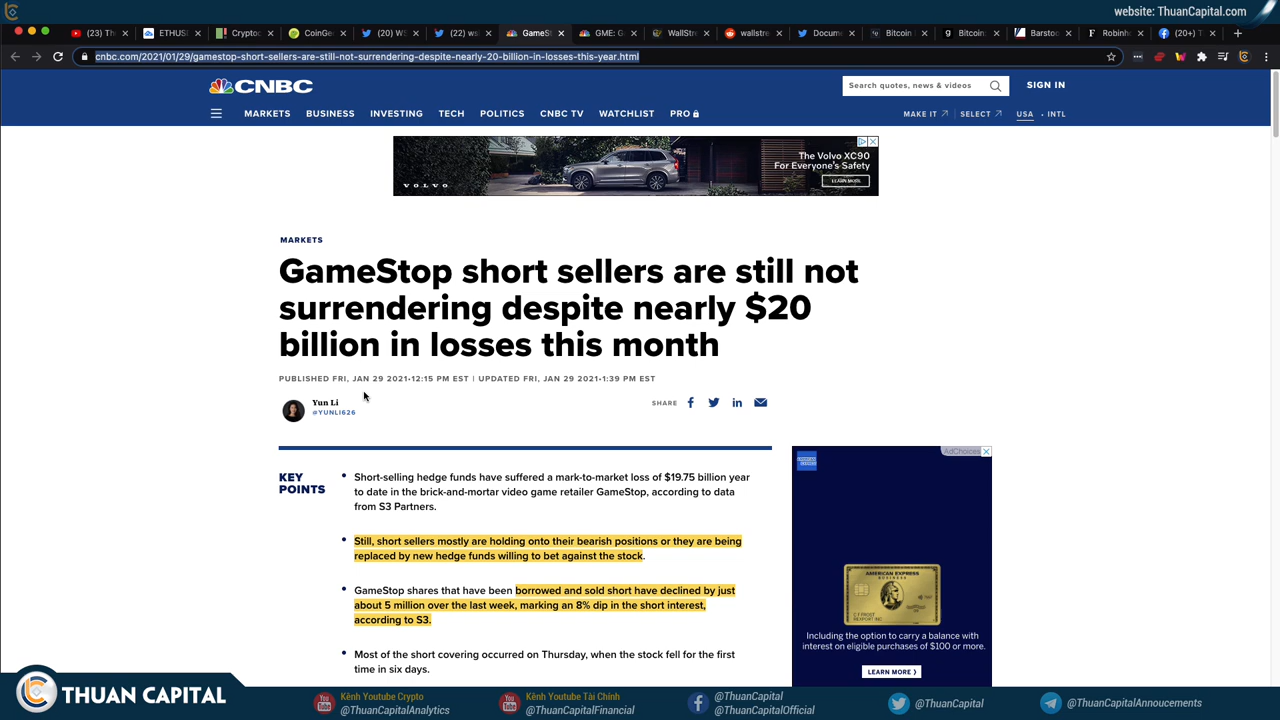 website: ThuanCapital.com
(23) Th
ETHUS
Crypto
CoinGe
(20) WS
(22) w
GameS
GME: G
WallStre
wallstre
Docum
Bitcoin
Bitcoin:
Barstoo
Robinh
(20+) T
cnbc.com/2021/01/29/gamestop-short-sellers-are-still-not-surrendering-despite-nearly-20-billion-in-losses-this-year.html
CNBC
Search quotes, news & videos
SIGN IN
MARKETS BUSINESS INVESTING TECH POLITICS CNBC TV WATCHLIST PRO
MAKE IT SELECT USA • INTL
The Volvo XC90
For Everyone's Safety
VOLVO
LEARN MORE
MARKETS
GameStop short sellers are still not
surrendering despite nearly $20
billion in losses this month
PUBLISHED FRI, JAN 29 2021•12:15 PM EST | UPDATED FRI, JAN 29 2021•1:39 PM EST
Yun Li
@YUNLI626
SHARE
KEY
POINTS
• Short-selling hedge funds have suffered a mark-to-market loss of $19.75 billion year
to date in the brick-and-mortar video game retailer GameStop, according to data
from S3 Partners.
• Still, short sellers mostly are holding onto their bearish positions or they are being
replaced by new hedge funds willing to bet against the stock.
• GameStop shares that have been borrowed and sold short have declined by just
about 5 million over the last week, marking an 8% dip in the short interest,
according to S3.
• Most of the short covering occurred on Thursday, when the stock fell for the first
time in six days.
AdChoices
AMERICAN EXPRESS
BUSINESS
Including the option to carry a balance with
interest on eligible purchases of $100 or more.
LEARN MORE
THUAN CAPITAL
Kênh Youtube Crypto
@ThuanCapitalAnalytics
Kênh Youtube Tài Chính
@ThuanCapitalFinancial
@ThuanCapital
@ThuanCapitalOfficial
@ThuanCapital
@ThuanCapitalAnnoucements